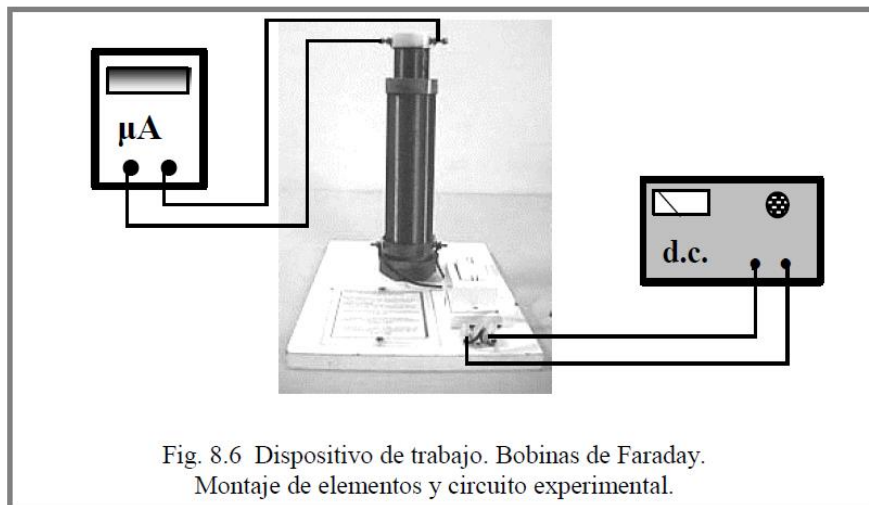 µA
d.c.
Fig. 8.6 Dispositivo de trabajo. Bobinas de Faraday.
Montaje de elementos y circuito experimental.